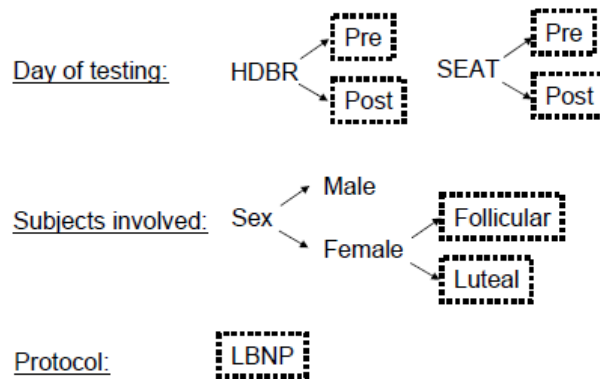 Pre
Pre
Day of testing: HDBR SEAT
Post
Post
Male
Subjects involved: Sex Follicular
Female
Luteal
Protocol: LBNP